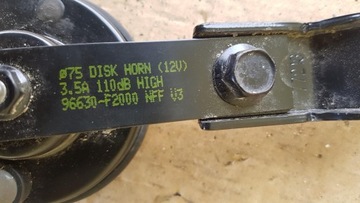 ø75 DISK HORN (12V)
3.5A 110dB HIGH
96630-F2000 NFF V3